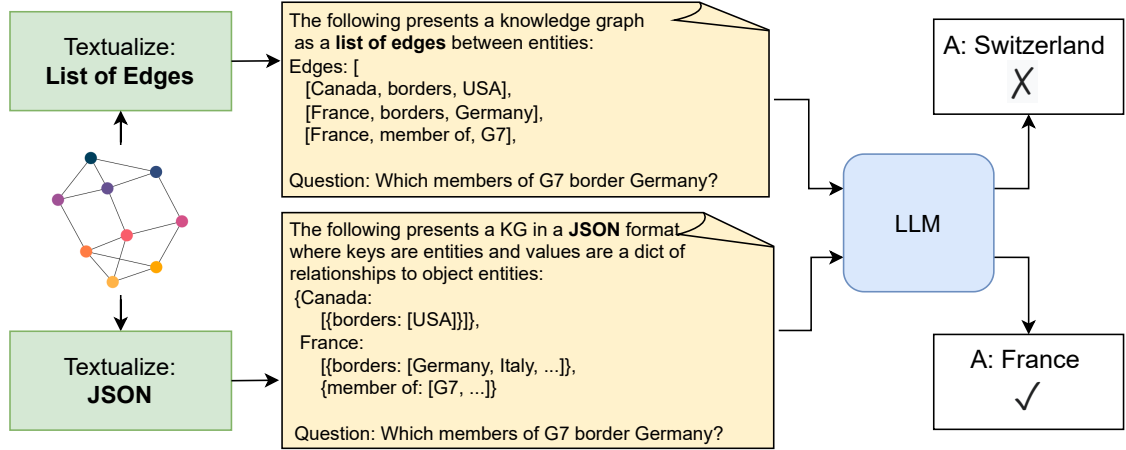 Textualize:
List of Edges
The following presents a knowledge graph
as a list of edges between entities:
Edges: [
[Canada, borders, USA],
[France, borders, Germany],
[France, member of, G7],
Question: Which members of G7 border Germany?
A: Switzerland
✗
LLM
Textualize:
JSON
The following presents a KG in a JSON format
where keys are entities and values are a dict of
relationships to object entities:
{Canada:
[{borders: [USA]}]},
France:
[{borders: [Germany, Italy, ...]},
{member of: [G7, ...]}
Question: Which members of G7 border Germany?
A: France
✓